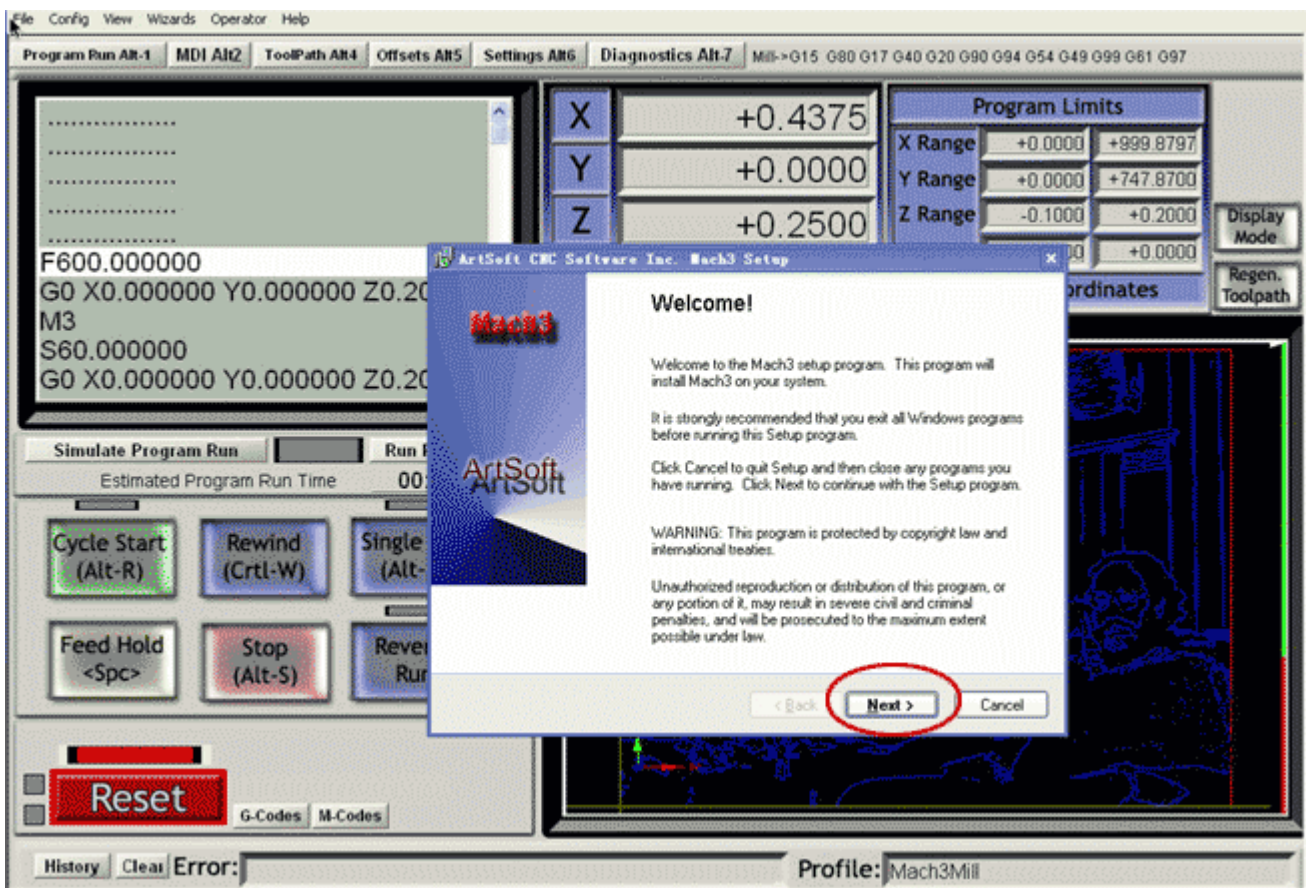 File Config View Wizards Operator Help
Program Run Alt-1 MDI Alt2 ToolPath Alt4 Offsets Alt5 Settings Alt6 Diagnostics Alt-7 Mill->G15 G80 G17 G40 G20 G90 G94 G54 G49 G99 G61 G97
................
................
................
................
................
F600.000000
G0 X0.000000 Y0.000000 Z0.20
M3
S60.000000
G0 X0.000000 Y0.000000 Z0.20
X +0.4375
Y +0.0000
Z +0.2500
Program Limits
X Range +0.0000 +999.8797
Y Range +0.0000 +747.8700
Z Range -0.1000 +0.2000
+0.0000
Display
Mode
Regen.
Toolpath
ArtSoft CNC Software Inc. Mach3 Setup
Mach3
ArtSoft
ArtSoft
Welcome!
Welcome to the Mach3 setup program. This program will
install Mach3 on your system.
It is strongly recommended that you exit all Windows programs
before running this Setup program.
Click Cancel to quit Setup and then close any programs you
have running. Click Next to continue with the Setup program.
WARNING: This program is protected by copyright law and
international treaties.
Unauthorized reproduction or distribution of this program, or
any portion of it, may result in severe civil and criminal
penalties, and will be prosecuted to the maximum extent
possible under law.
< Back Next > Cancel
Simulate Program Run Run
Estimated Program Run Time 00:
Cycle Start
(Alt-R)
Rewind
(Crtl-W)
Single
(Alt-
Feed Hold
<Spc>
Stop
(Alt-S)
Reve
Ru
Reset
G-Codes M-Codes
History Clear Error: Profile: Mach3Mill